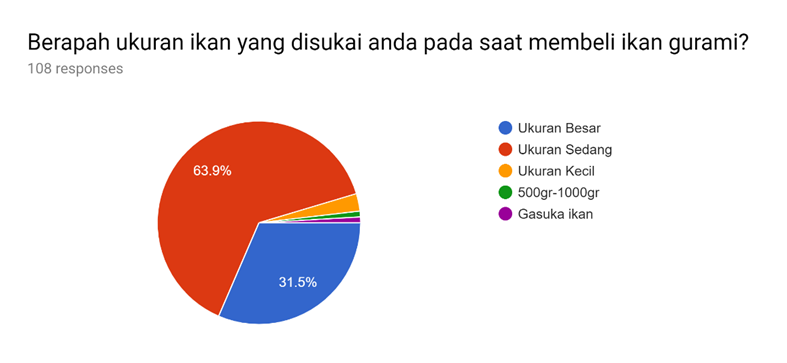 Berapah ukuran ikan yang disukai anda pada saat membeli ikan gurami?
108 responses
63.9%
31.5%
Ukuran Besar
Ukuran Sedang
Ukuran Kecil
500gr-1000gr
Gasuka ikan